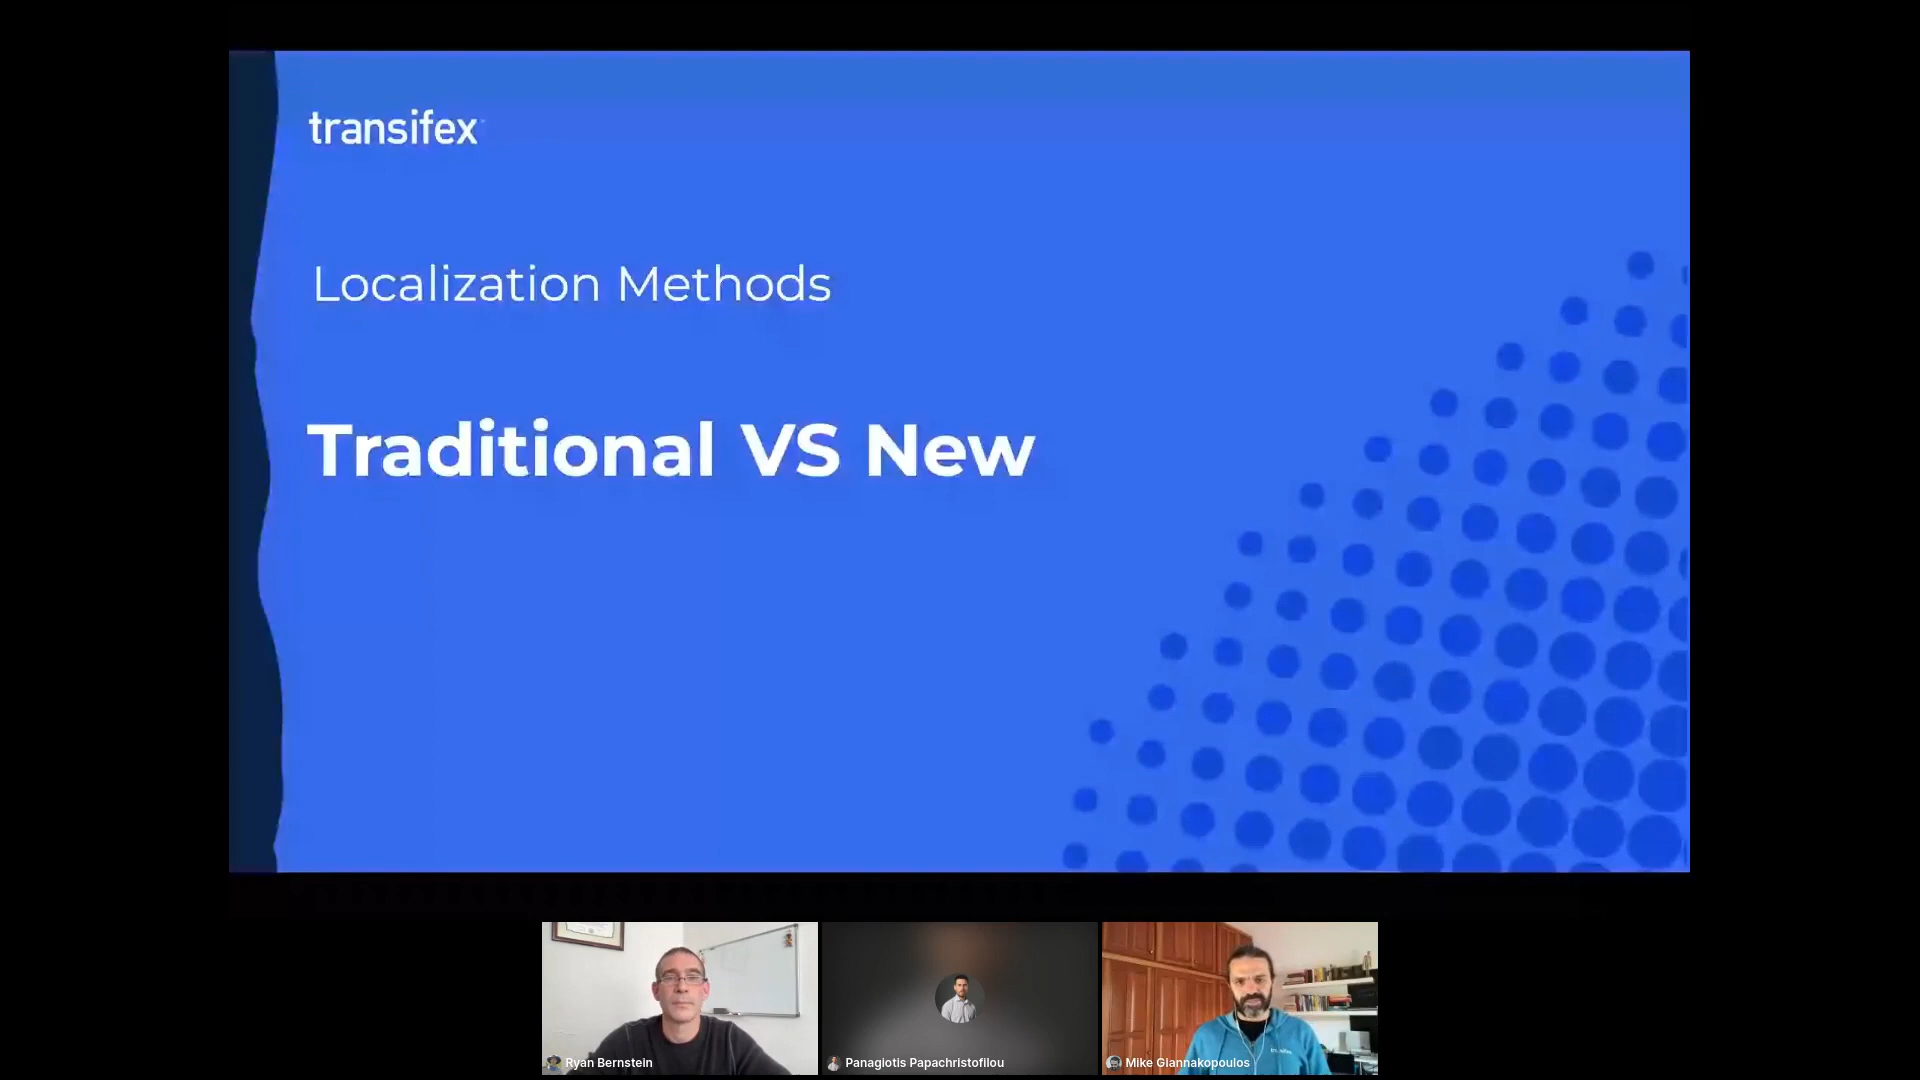 transifex
Localization Methods
Traditional VS New
Ryan Bernstein
Panagiotis Papachristofilou
Mike Giannakopoulos